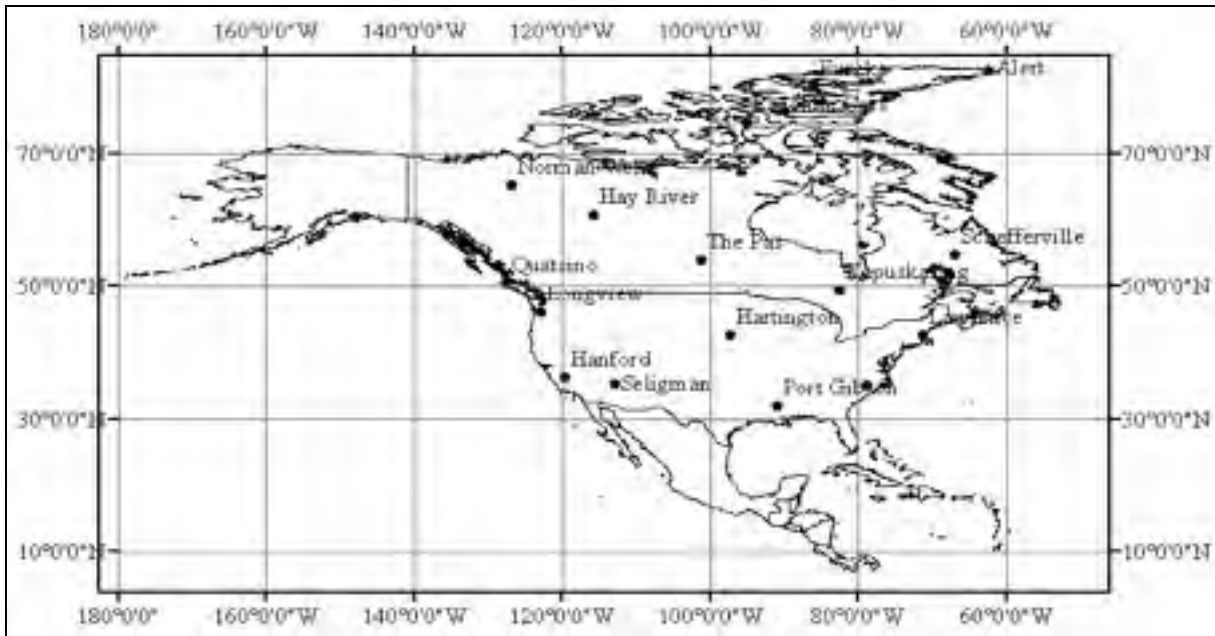 180°0'0" 160°0'0"W 140°0'0"W 120°0'0"W 100°0'0"W 80°0'0"W 60°0'0"W
Alert
70°0'0"N 70°0'0"N
Norman Wells
Hay River
The Pas
Schefferville
Quatsino
Kapuskasing
50°0'0"N 50°0'0"N
Longview
Hartington
Hanford
Seligman
Port Gibson
30°0'0"N 30°0'0"N
10°0'0"N 10°0'0"N
180°0'0" 160°0'0"W 140°0'0"W 120°0'0"W 100°0'0"W 80°0'0"W 60°0'0"W